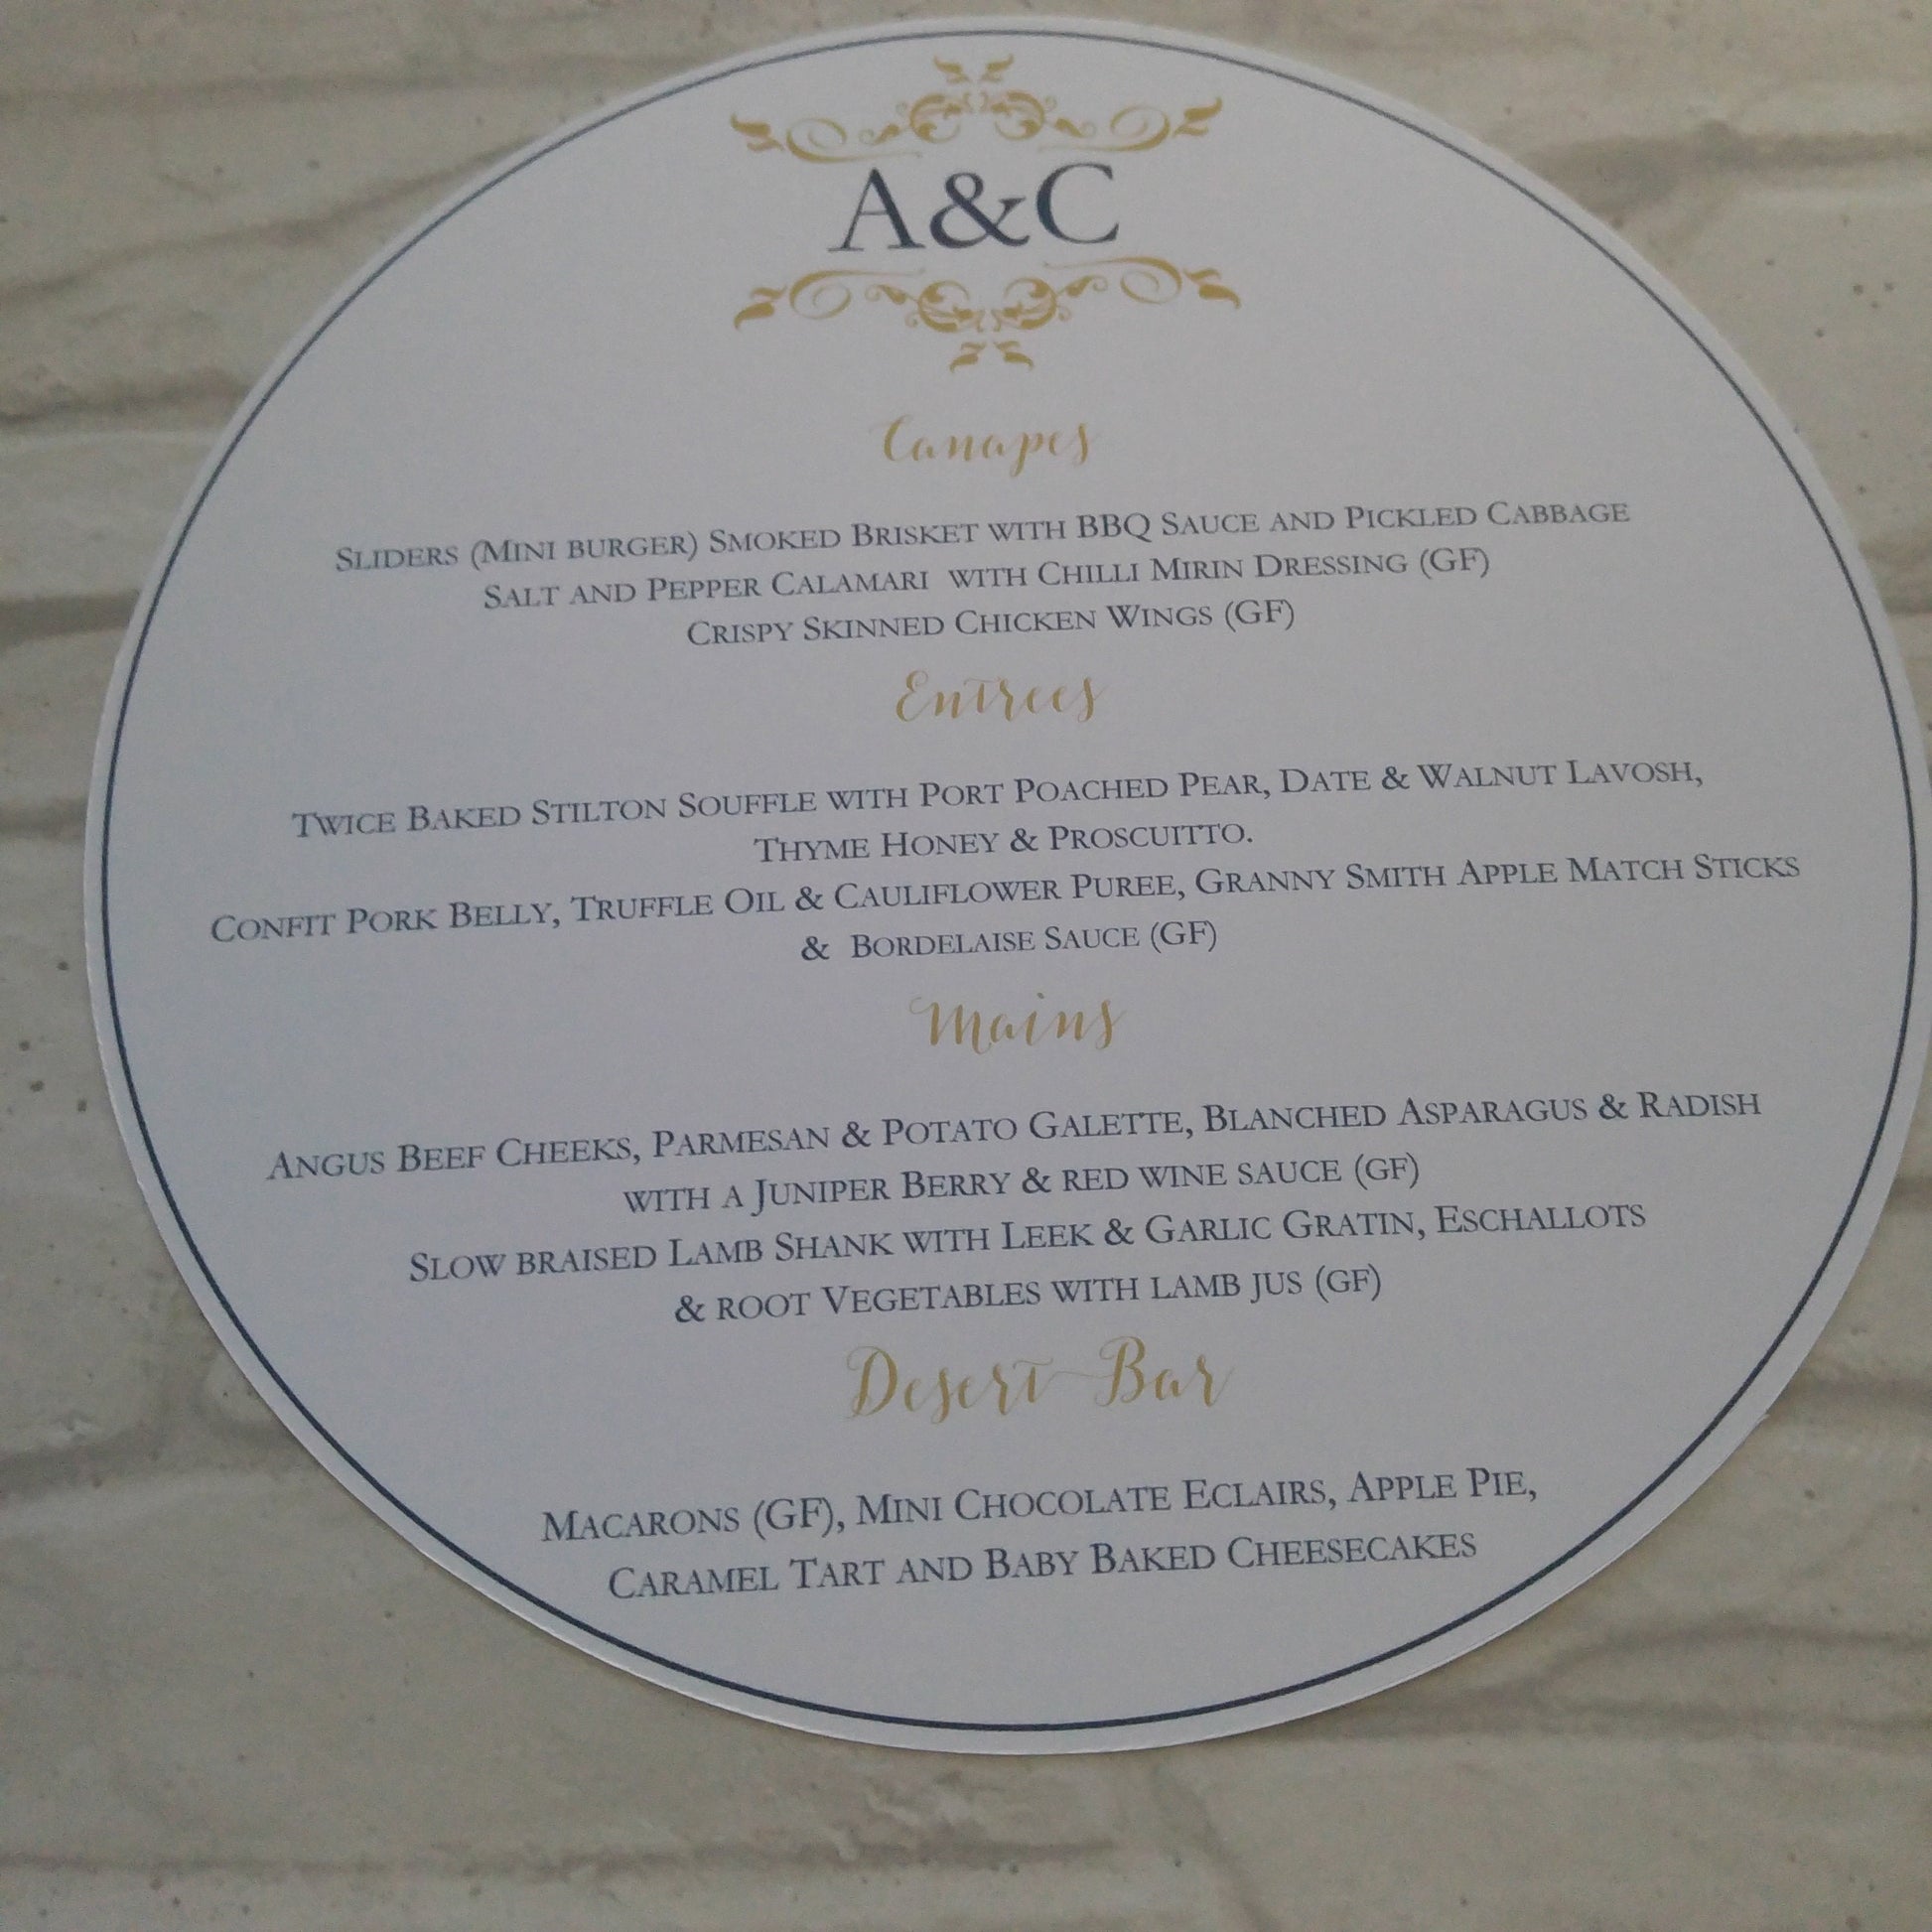 A&C
Canapes
Sliders (Mini burger) Smoked Brisket with BBQ Sauce and Pickled Cabbage
Salt and Pepper Calamari with Chilli Mirin Dressing (GF)
Crispy Skinned Chicken Wings (GF)
Entrees
Twice Baked Stilton Souffle with Port Poached Pear, Date & Walnut Lavosh,
Thyme Honey & Proscuitto.
Confit Pork Belly, Truffle Oil & Cauliflower Puree, Granny Smith Apple Match Sticks
& Bordelaise Sauce (GF)
Mains
Angus Beef Cheeks, Parmesan & Potato Galette, Blanched Asparagus & Radish
with a Juniper Berry & red wine sauce (GF)
Slow braised Lamb Shank with Leek & Garlic Gratin, Eschallots
& root Vegetables with lamb jus (GF)
Desert Bar
Macarons (GF), Mini Chocolate Eclairs, Apple Pie,
Caramel Tart and Baby Baked Cheesecakes